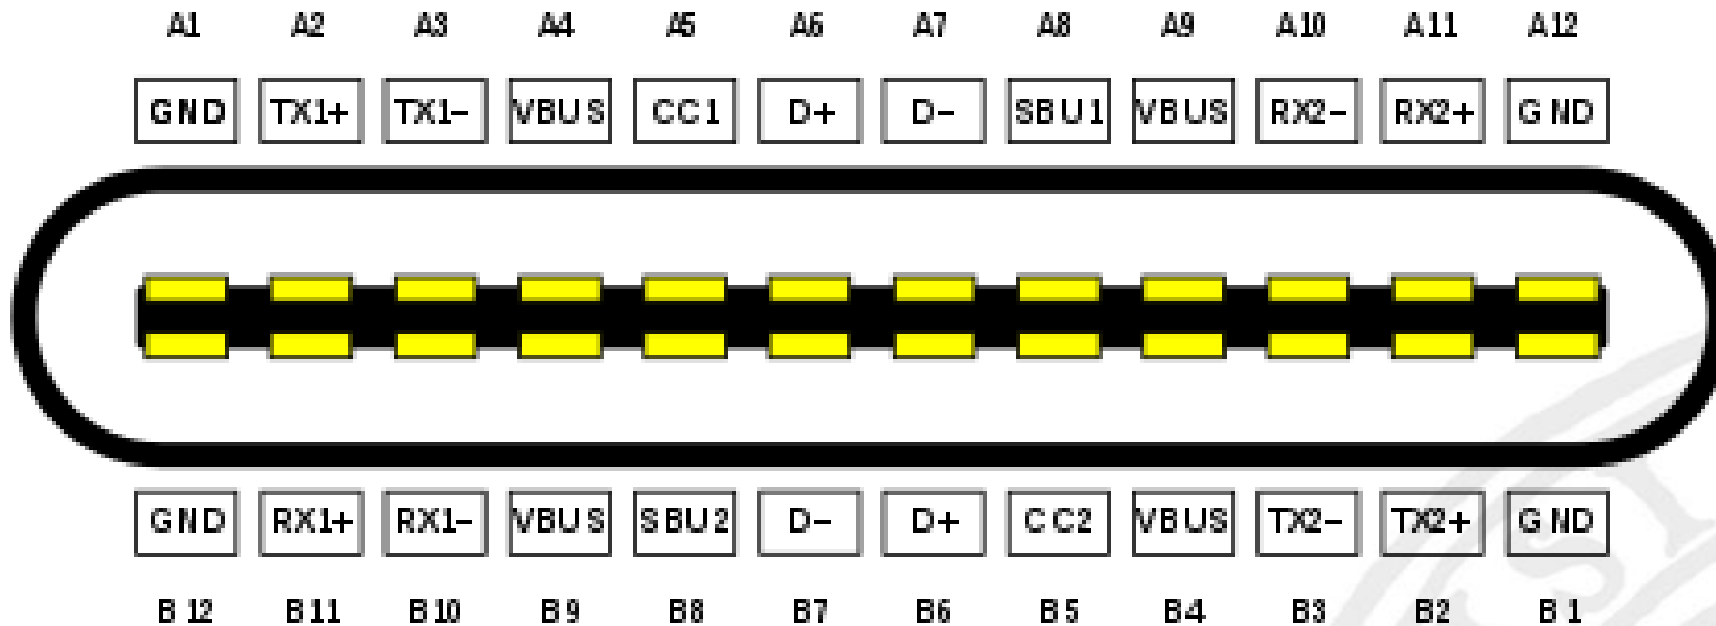 A1 A2 A3 A4 A5 A6 A7 A8 A9 A10 A11 A12
GND TX1+ TX1− VBUS CC1 D+ D− SBU1 VBUS RX2− RX2+ GND
GND RX1+ RX1− VBUS SBU2 D− D+ CC2 VBUS TX2− TX2+ GND
B12 B11 B10 B9 B8 B7 B6 B5 B4 B3 B2 B1